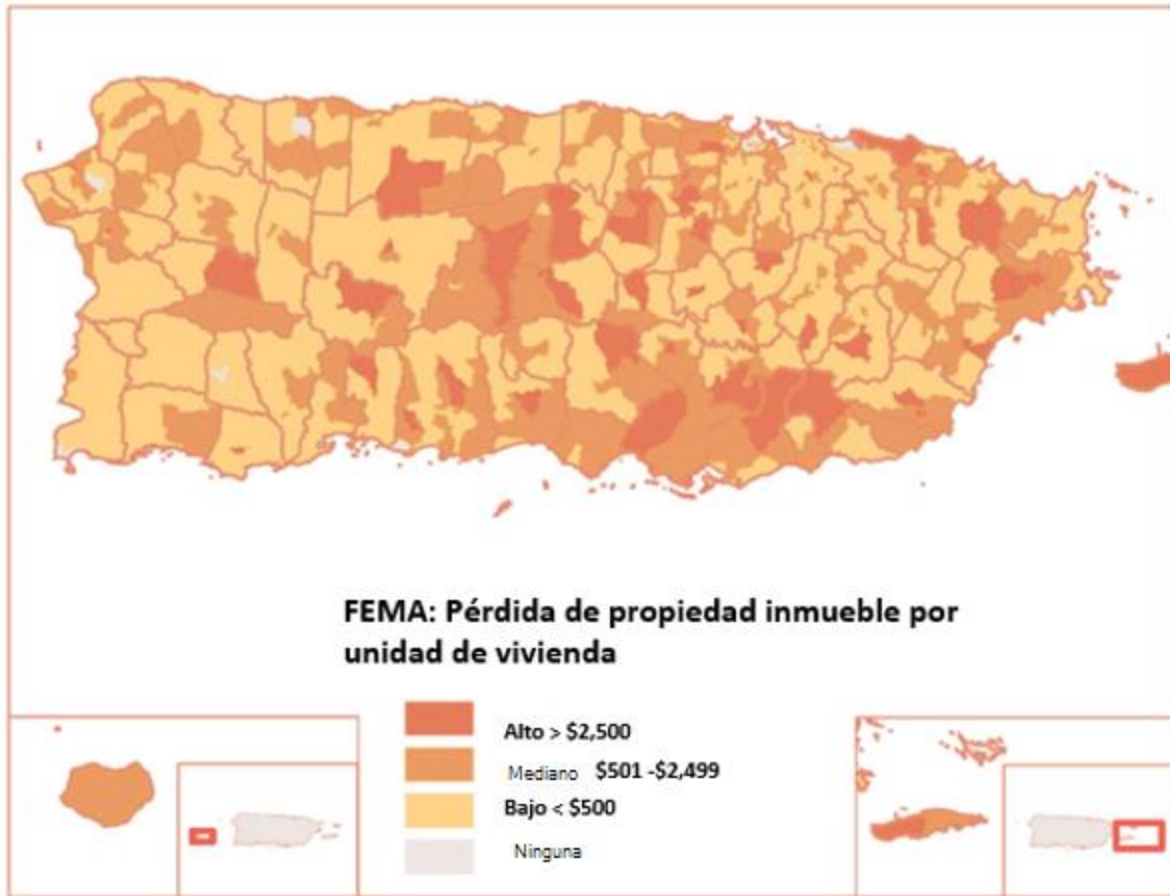 FEMA: Pérdida de propiedad inmueble por
unidad de vivienda
Alto > $2,500
Mediano $501 -$2,499
Bajo < $500
Ninguna